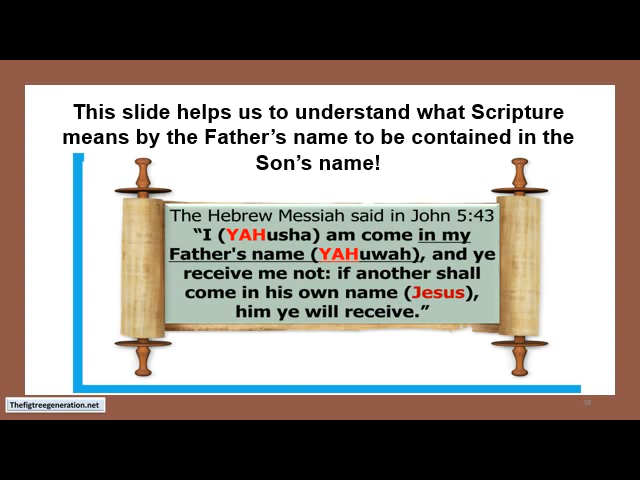 This slide helps us to understand what Scripture
means by the Father’s name to be contained in the
Son’s name!
The Hebrew Messiah said in John 5:43
“I (YAHusha) am come in my
Father's name (YAHuwah), and ye
receive me not: if another shall
come in his own name (Jesus),
him ye will receive.”
Thefigtreegeneration.net